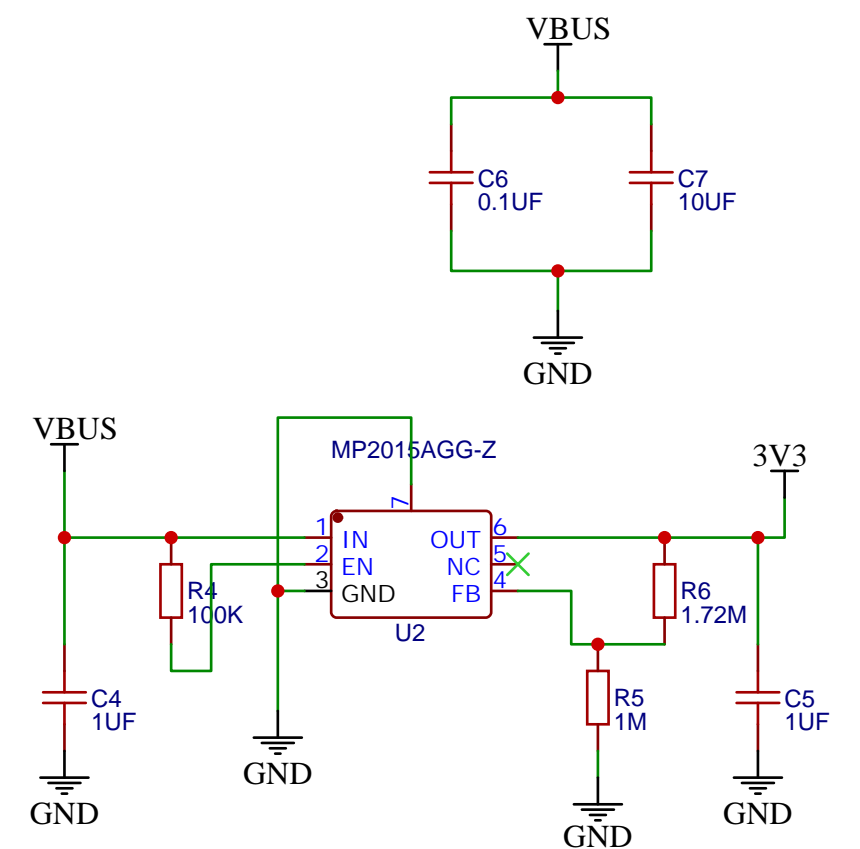 VBUS
C6
0.1UF
C7
10UF
GND
VBUS
MP2015AGG-Z
3V3
7
1
IN
OUT
6
2
EN
NC
5
3
GND
FB
4
R4
100K
R6
1.72M
U2
C4
1UF
R5
1M
C5
1UF
GND
GND
GND
GND